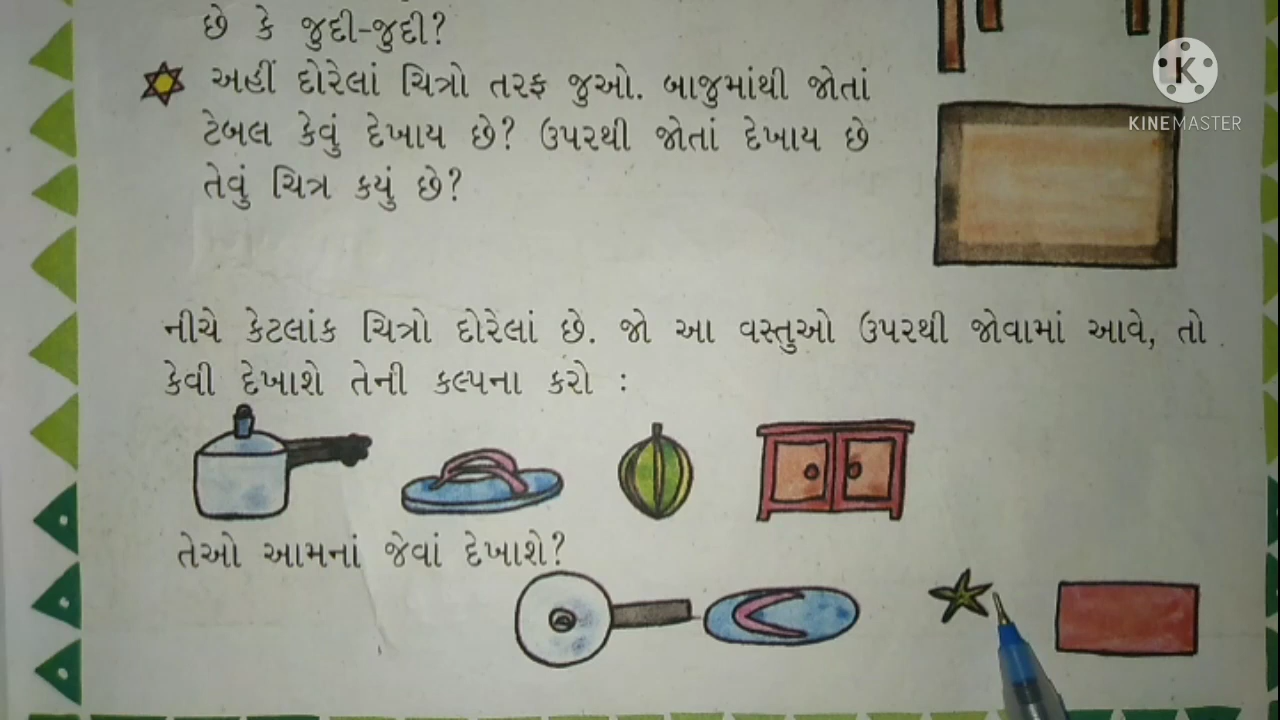 છે કે જુદી-જુદી?
અહીં દોરેલાં ચિત્રો તરફ જુઓ. બાજુમાંથી જોતાં
ટેબલ કેવું દેખાય છે? ઉપરથી જોતાં દેખાય છે
તેવું ચિત્ર કયું છે?
K
KINEMASTER
નીચે કેટલાંક ચિત્રો દોરેલાં છે. જો આ વસ્તુઓ ઉપરથી જોવામાં આવે, તો
કેવી દેખાશે તેની કલ્પના કરો :
તેઓ આમનાં જેવાં દેખાશે?